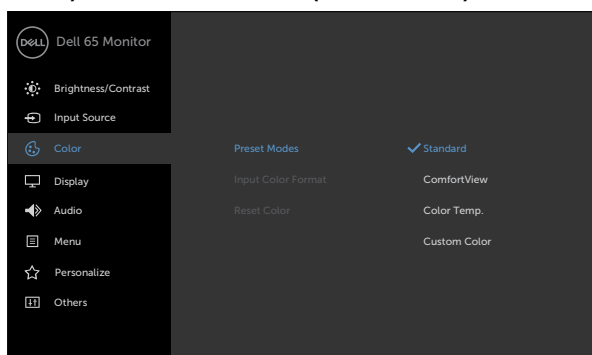 DELL Dell 65 Monitor
Brightness/Contrast
Input Source
Color Preset Modes Standard
Display Input Color Format ComfortView
Audio Reset Color Color Temp.
Menu Custom Color
Personalize
Others